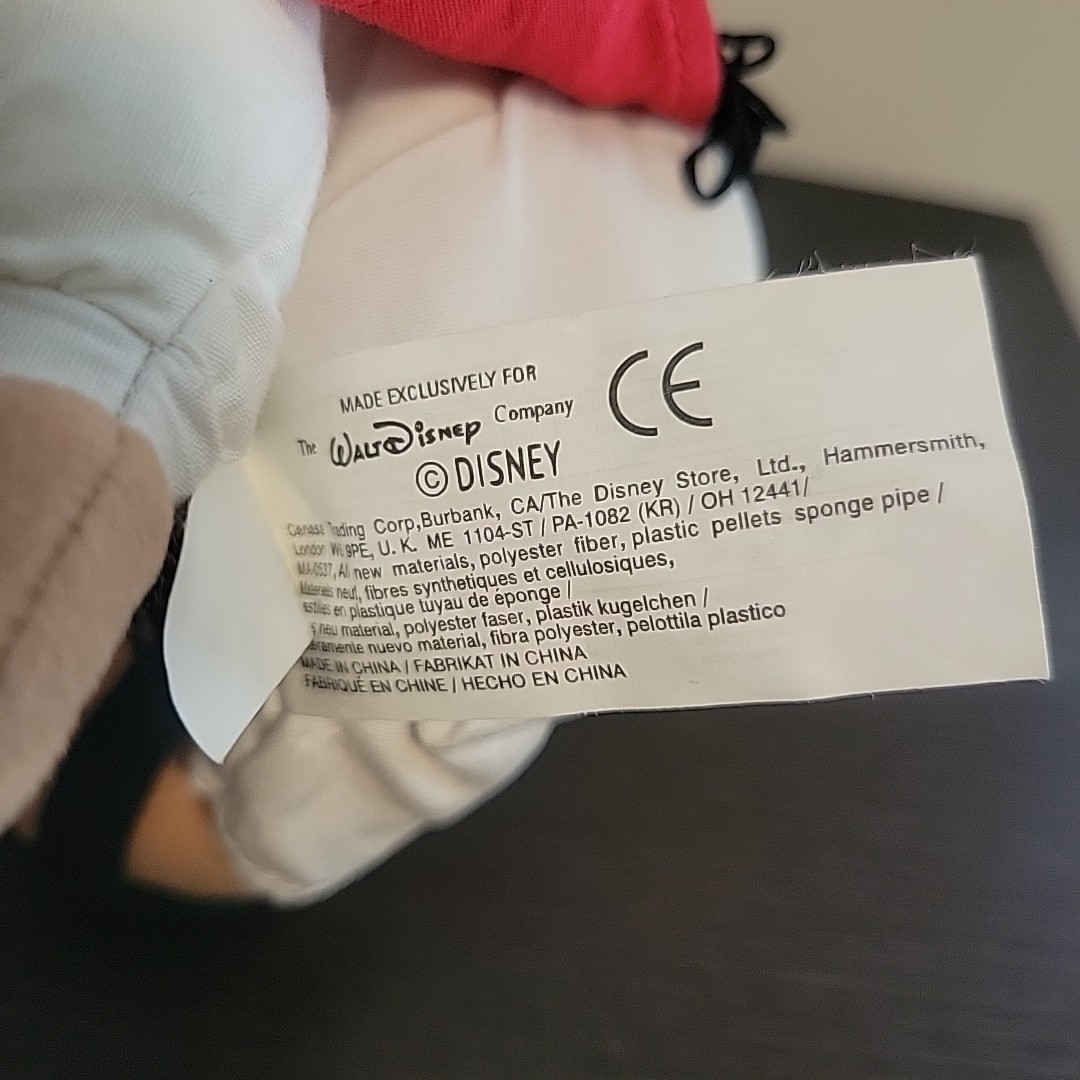 MADE EXCLUSIVELY FOR
The WALT DISNEY Company CE
© DISNEY
Trading Corp,Burbank, CA/The Disney Store, Ltd., Hammersmith,
London W6 9PE, U. K. ME 1104-ST / PA-1082 (KR) / OH 12441/
All new materials, polyester fiber, plastic pellets sponge pipe /
neuf, fibres synthetiques et cellulosiques,
en plastique tuyau de éponge /
neu material, polyester faser, plastik kugelchen /
nuevo material, fibra polyester, pelottila plastico
MADE IN CHINA / FABRIKAT IN CHINA
FABRIQUÉ EN CHINE / HECHO EN CHINA